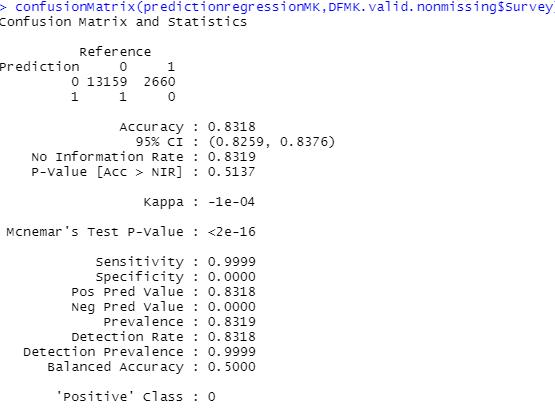 > confusionMatrix(predictionregressionMK,DFMK.valid.nonmissing$Survey)
Confusion Matrix and Statistics
Reference
Prediction 0 1
0 13159 2660
1 1 0
Accuracy : 0.8318
95% CI : (0.8259, 0.8376)
No Information Rate : 0.8319
P-Value [Acc > NIR] : 0.5137
Kappa : -1e-04
Mcnemar's Test P-Value : <2e-16
Sensitivity : 0.9999
Specificity : 0.0000
Pos Pred Value : 0.8318
Neg Pred Value : 0.0000
Prevalence : 0.8319
Detection Rate : 0.8318
Detection Prevalence : 0.9999
Balanced Accuracy : 0.5000
'Positive' Class : 0